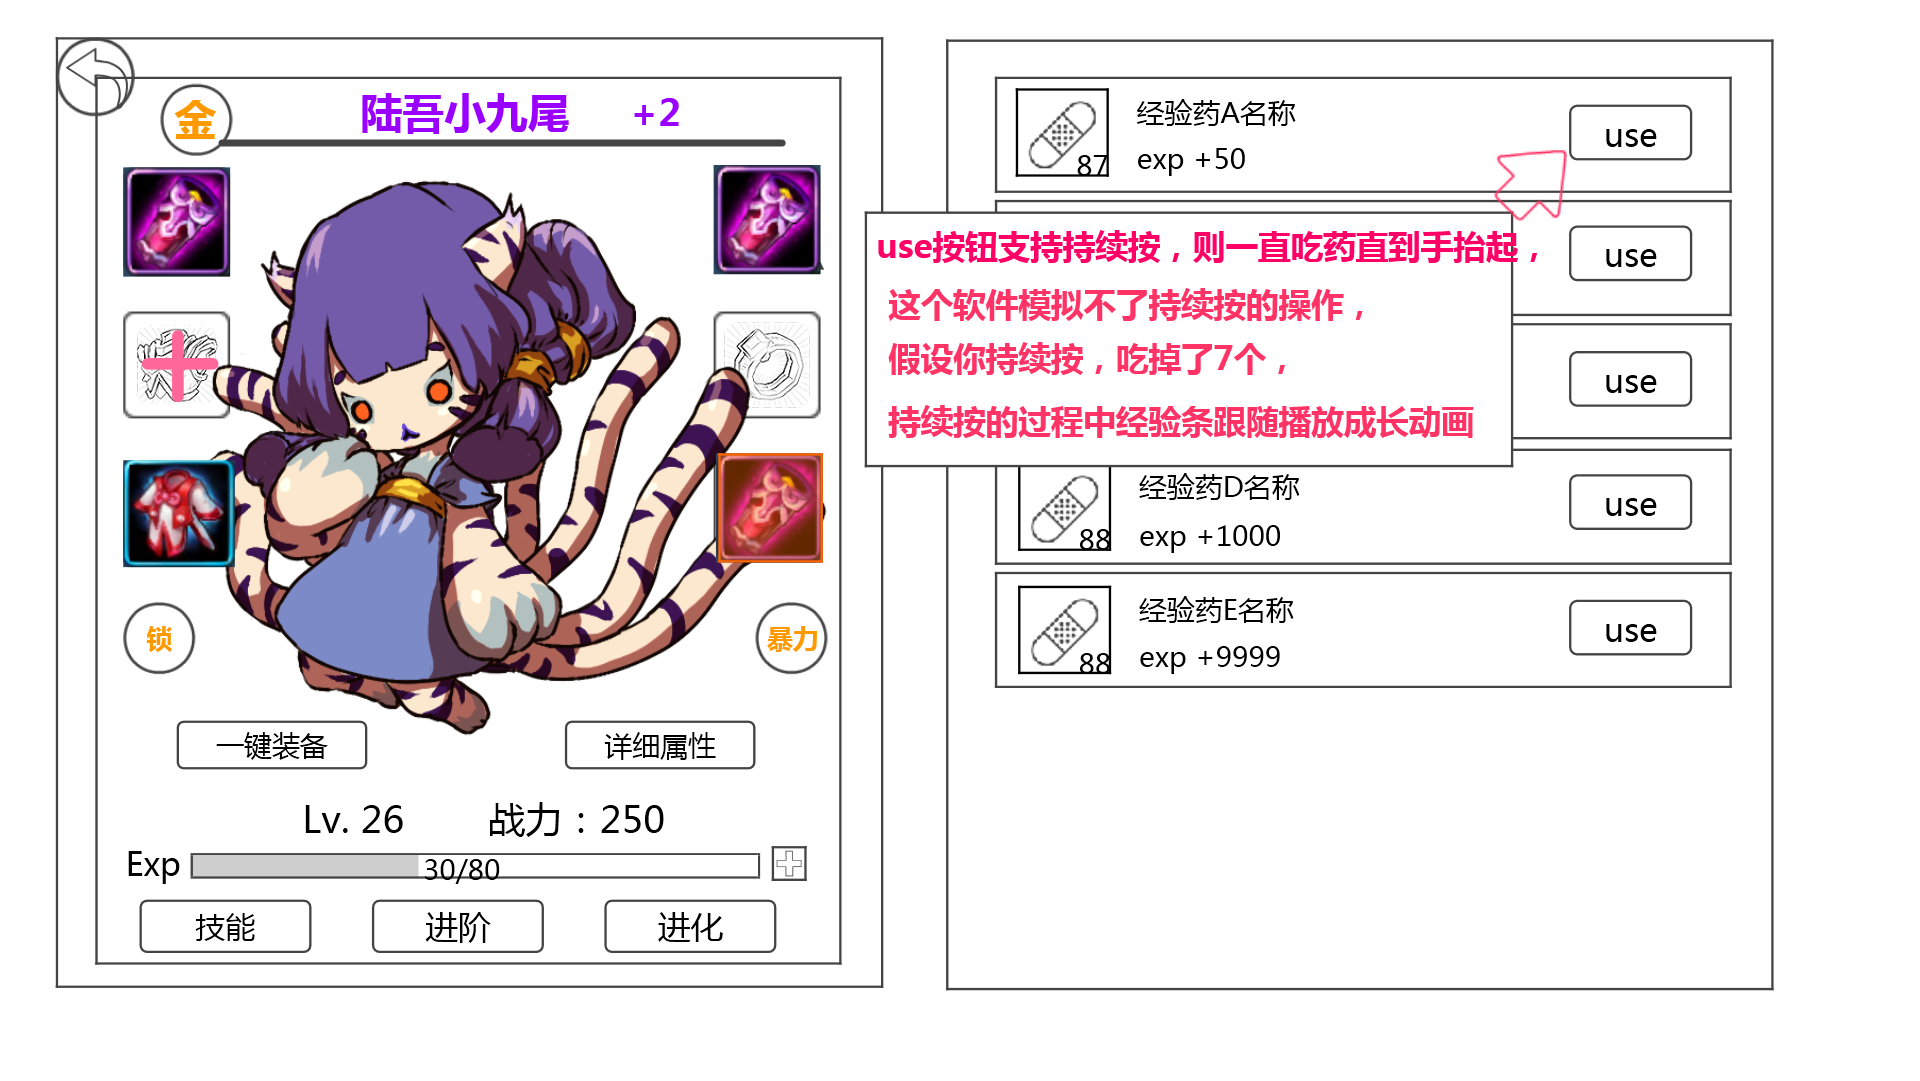 金
陆吾小九尾 +2
锁
暴力
一键装备
详细属性
Lv. 26 战力：250
Exp 30/80
技能
进阶
进化
经验药A名称
exp +50
87
use
use按钮支持持续按，则一直吃药直到手抬起，
这个软件模拟不了持续按的操作，
假设你持续按，吃掉了7个，
持续按的过程中经验条跟随播放成长动画
use
use
经验药D名称
exp +1000
88
use
经验药E名称
exp +9999
88
use